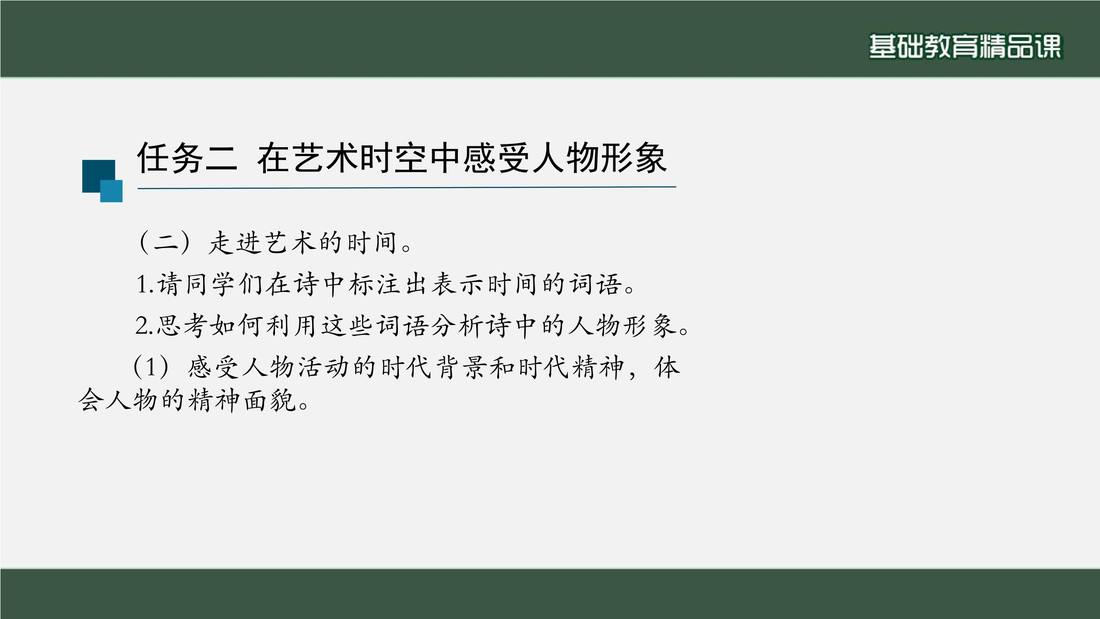 基础教育精品课
任务二 在艺术时空中感受人物形象
（二）走进艺术的时间。
1.请同学们在诗中标注出表示时间的词语。
2.思考如何利用这些词语分析诗中的人物形象。
（1）感受人物活动的时代背景和时代精神，体
会人物的精神面貌。